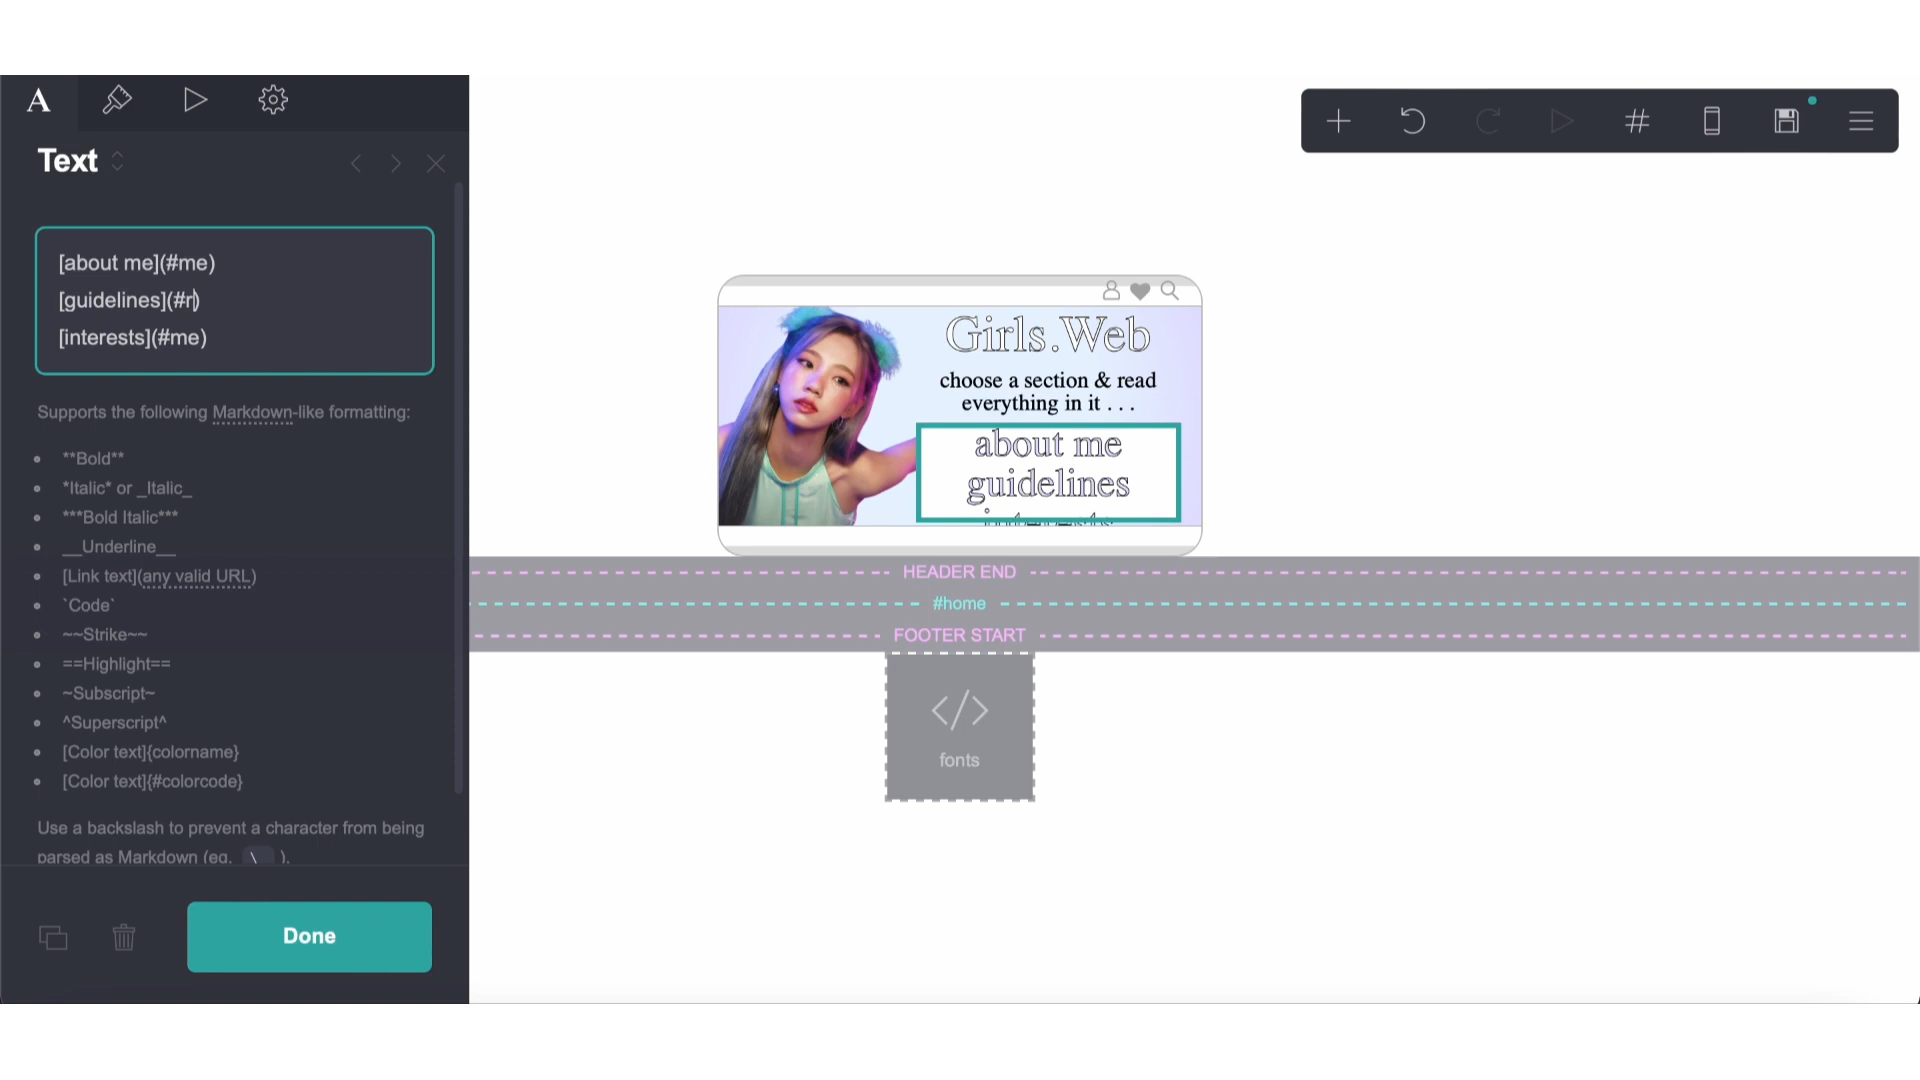 A
Text
[about me](#me)
[guidelines](#r)
[interests](#me)
Supports the following Markdown-like formatting:
**Bold**
*Italic* or _Italic_
***Bold Italic***
__Underline__
[Link text](any valid URL)
`Code`
~~Strike~~
==Highlight==
~Subscript~
^Superscript^
[Color text]{colorname}
[Color text]{#colorcode}
Use a backslash to prevent a character from being
parsed as Markdown (eg. \ ).
Done
Girls.Web
choose a section & read
everything in it . . .
about me
guidelines
interests
HEADER END
#home
FOOTER START
</>
fonts